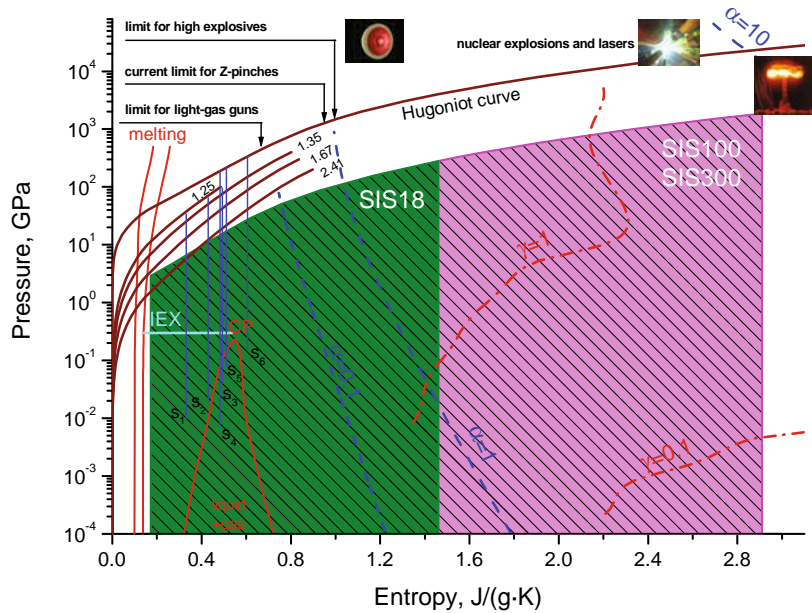 limit for high explosives
nuclear explosions and lasers
α=10
current limit for Z-pinches
Hugoniot curve
limit for light-gas guns
melting
1.25
1.35
1.67
2.41
SIS18
SIS100
SIS300
γ=1
IEX
CP
S₁
S₂
S₃
S₄
S₅
S₆
α=0.1
α=1
γ=0.1
liquid
+gas
Pressure, GPa
10⁴
10³
10²
10¹
10⁰
10⁻¹
10⁻²
10⁻³
10⁻⁴
0.0 0.4 0.8 1.2 1.6 2.0 2.4 2.8
Entropy, J/(g·K)